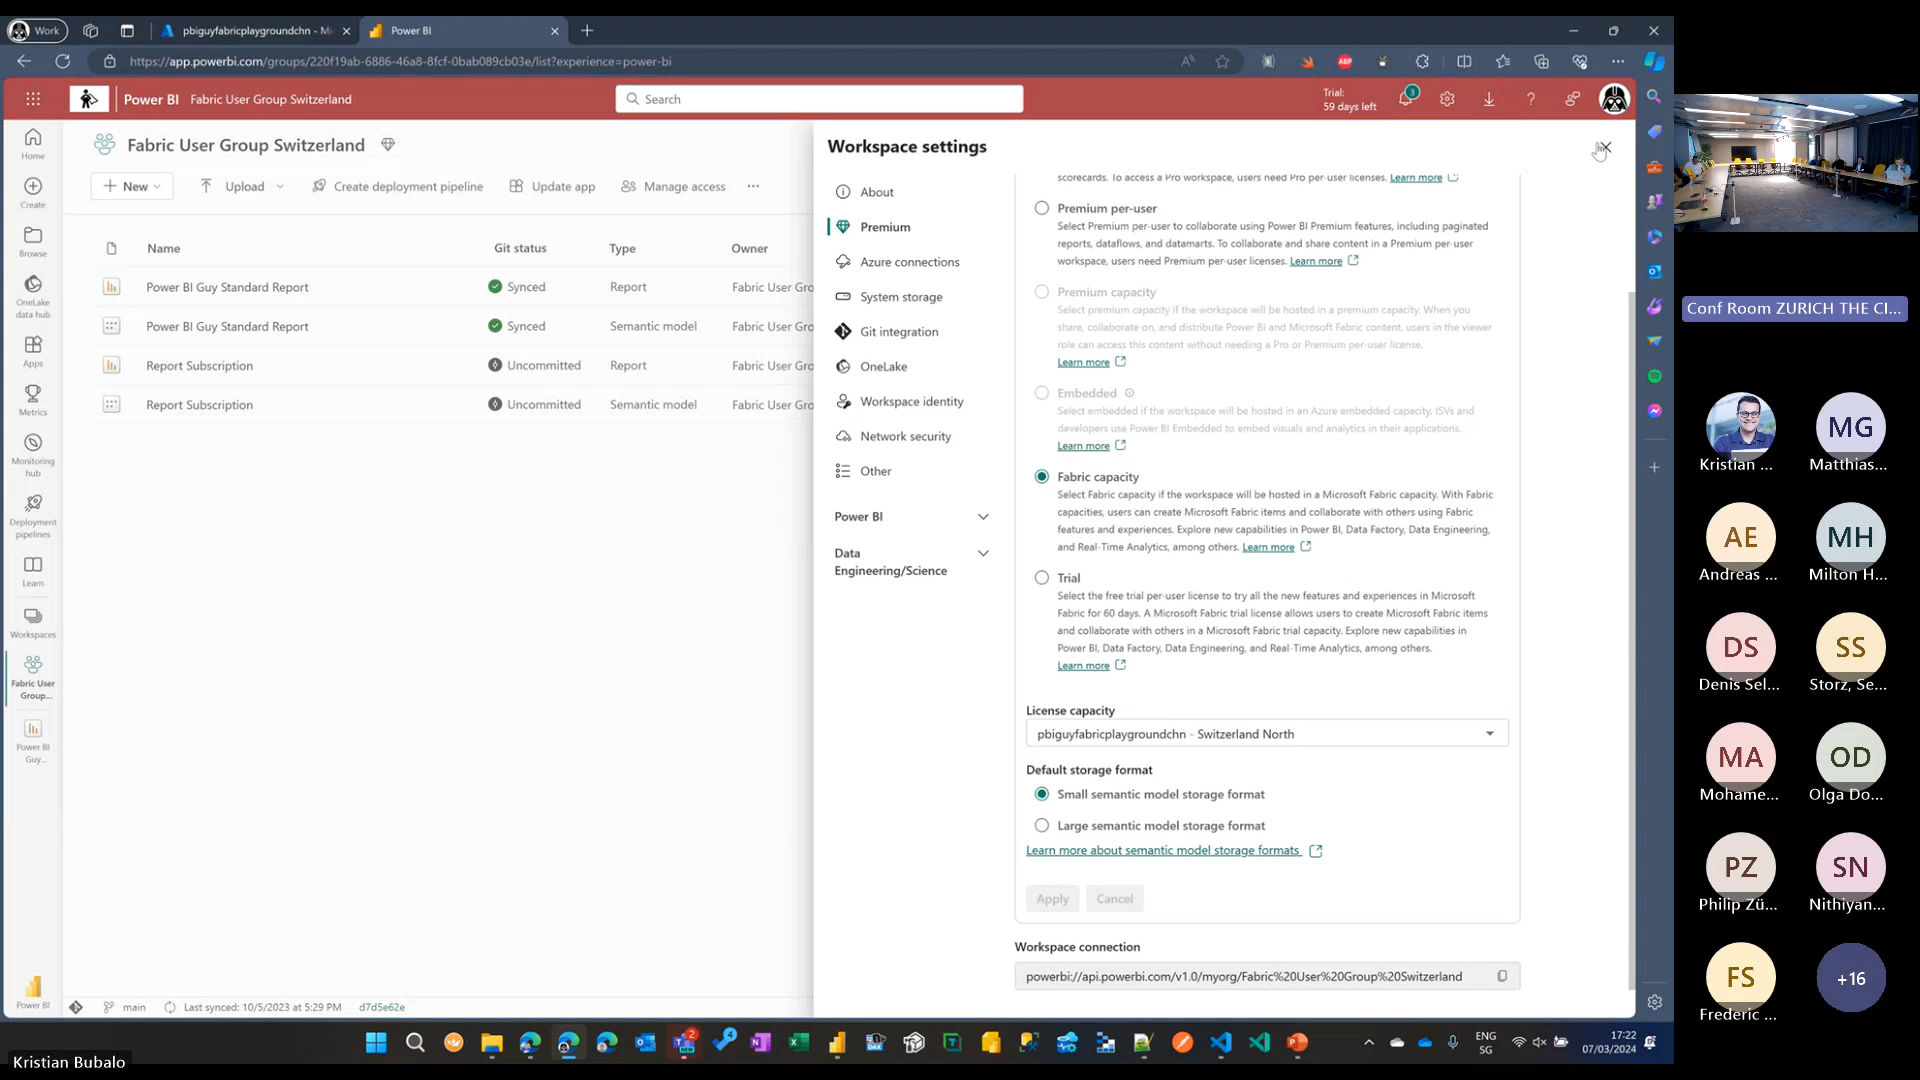 Work
pbiguyfabricplaygroundchn - Mi
Power BI
https://app.powerbi.com/groups/220f19ab-6886-46a8-8fcf-0bab089cb03e/list?experience=power-bi
Power BI Fabric User Group Switzerland
Search
Trial:
59 days left
3
Home
Create
Browse
OneLake
data hub
Apps
Metrics
Monitoring
hub
Deployment
pipelines
Learn
Workspaces
Fabric User
Group...
Power BI
Guy...
Power BI
Fabric User Group Switzerland
New
Upload
Create deployment pipeline
Update app
Manage access
Name Git status Type Owner
Power BI Guy Standard Report Synced Report Fabric User Gro
Power BI Guy Standard Report Synced Semantic model Fabric User Gro
Report Subscription Uncommitted Report Fabric User Gro
Report Subscription Uncommitted Semantic model Fabric User Gro
main Last synced: 10/5/2023 at 5:29 PM d7d5e62e
Workspace settings
About
Premium
Azure connections
System storage
Git integration
OneLake
Workspace identity
Network security
Other
Power BI
Data
Engineering/Science
scorecards. To access a Pro workspace, users need Pro per-user licenses. Learn more
Premium per-user
Select Premium per-user to collaborate using Power BI Premium features, including paginated
reports, dataflows, and datamarts. To collaborate and share content in a Premium per-user
workspace, users need Premium per-user licenses. Learn more
Premium capacity
Select premium capacity if the workspace will be hosted in a premium capacity. When you
share, collaborate on, and distribute Power BI and Microsoft Fabric content, users in the viewer
role can access this content without needing a Pro or Premium per-user license.
Learn more
Embedded
Select embedded if the workspace will be hosted in an Azure embedded capacity. ISVs and
developers use Power BI Embedded to embed visuals and analytics in their applications.
Learn more
Fabric capacity
Select Fabric capacity if the workspace will be hosted in a Microsoft Fabric capacity. With Fabric
capacities, users can create Microsoft Fabric items and collaborate with others using Fabric
features and experiences. Explore new capabilities in Power BI, Data Factory, Data Engineering,
and Real-Time Analytics, among others. Learn more
Trial
Select the free trial per-user license to try all the new features and experiences in Microsoft
Fabric for 60 days. A Microsoft Fabric trial license allows users to create Microsoft Fabric items
and collaborate with others in a Microsoft Fabric trial capacity. Explore new capabilities in
Power BI, Data Factory, Data Engineering, and Real-Time Analytics, among others.
Learn more
License capacity
pbiguyfabricplaygroundchn - Switzerland North
Default storage format
Small semantic model storage format
Large semantic model storage format
Learn more about semantic model storage formats
Apply Cancel
Workspace connection
powerbi://api.powerbi.com/v1.0/myorg/Fabric%20User%20Group%20Switzerland
ABP
2
4
DAX
ENG
SG
17:22
07/03/2024
Kristian Bubalo
Conf Room ZURICH THE CI...
Kristian ...
MG
Matthias...
AE
Andreas ...
MH
Milton H...
DS
Denis Sel...
SS
Storz, Se...
MA
Mohame...
OD
Olga Do...
PZ
Philip Zü...
SN
Nithiyan...
FS
Frederic ...
+16